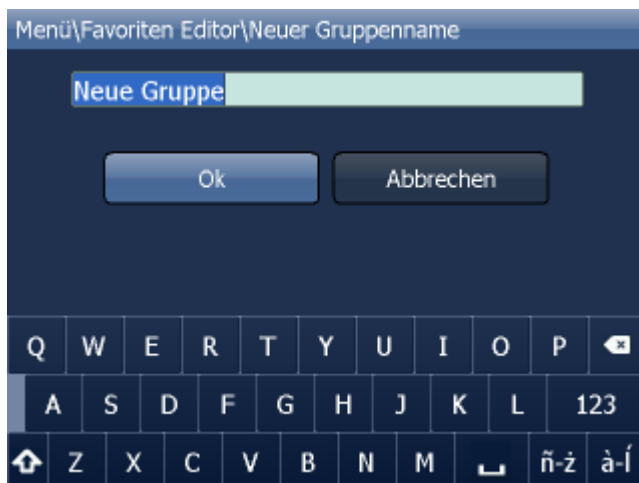 Menü\Favoriten Editor\Neuer Gruppenname
Neue Gruppe
Ok Abbrechen
Q W E R T Y U I O P
A S D F G H J K L 123
Z X C V B N M ñ-ż à-Í